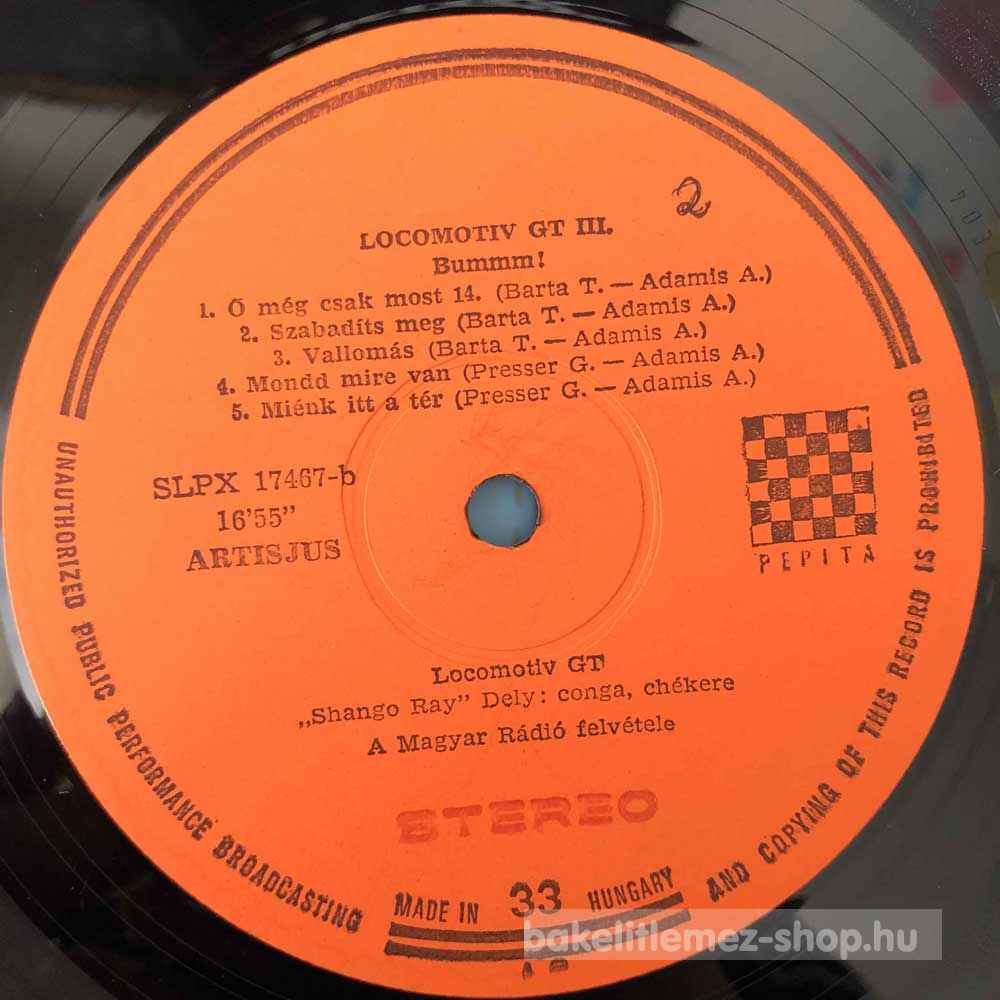 2
LOCOMOTIV GT III.
Bummm!
1. Ő még csak most 14. (Barta T. — Adamis A.)
2. Szabadíts meg (Barta T. — Adamis A.)
3. Vallomás (Barta T. — Adamis A.)
4. Mondd mire van (Presser G. — Adamis A.)
5. Miénk itt a tér (Presser G. — Adamis A.)
SLPX 17467-b
16'55"
ARTISJUS
PEPITA
Locomotiv GT
„Shango Ray” Dely: conga, chékere
A Magyar Rádió felvétele
STEREO
MADE IN 33 HUNGARY
UNAUTHORIZED PUBLIC PERFORMANCE BROADCASTING AND COPYING OF THIS RECORD IS PROHIBITED
bakelitlemez-shop.hu